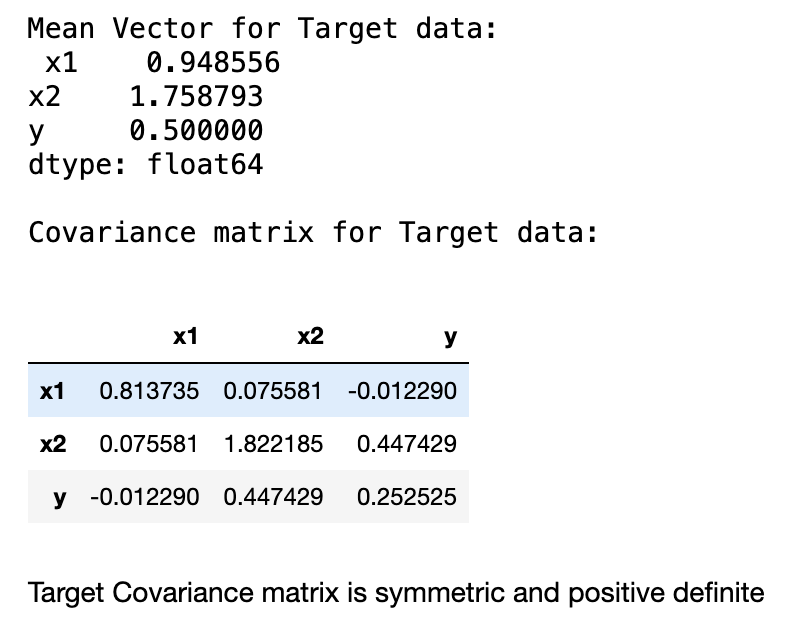 Mean Vector for Target data:
 x1    0.948556
x2    1.758793
y     0.500000
dtype: float64
Covariance matrix for Target data:
x1 x2 y
x1 0.813735 0.075581 -0.012290
x2 0.075581 1.822185 0.447429
y -0.012290 0.447429 0.252525
Target Covariance matrix is symmetric and positive definite